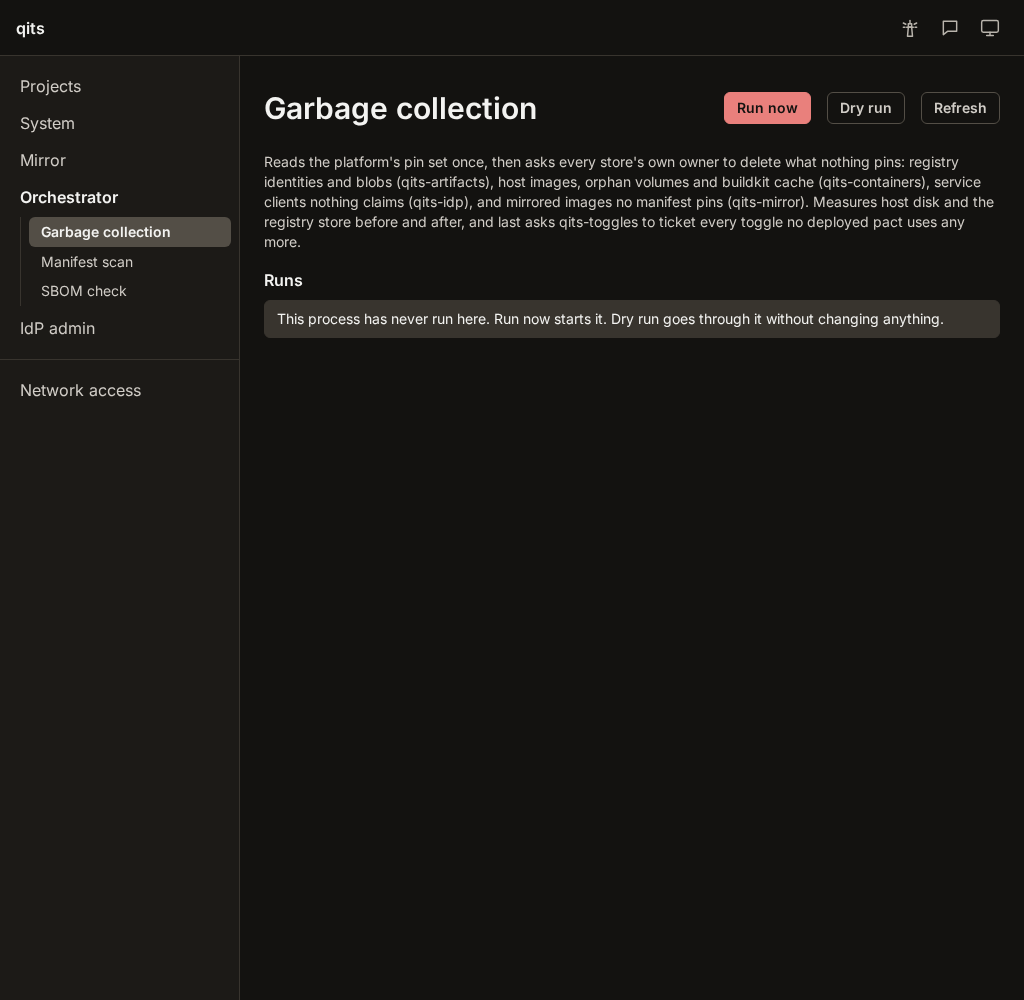 qits
Projects
System
Mirror
Orchestrator
Garbage collection
Manifest scan
SBOM check
IdP admin
Network access
Garbage collection
Run now
Dry run
Refresh
Reads the platform's pin set once, then asks every store's own owner to delete what nothing pins: registry
identities and blobs (qits-artifacts), host images, orphan volumes and buildkit cache (qits-containers), service
clients nothing claims (qits-idp), and mirrored images no manifest pins (qits-mirror). Measures host disk and the
registry store before and after, and last asks qits-toggles to ticket every toggle no deployed pact uses any
more.
Runs
This process has never run here. Run now starts it. Dry run goes through it without changing anything.